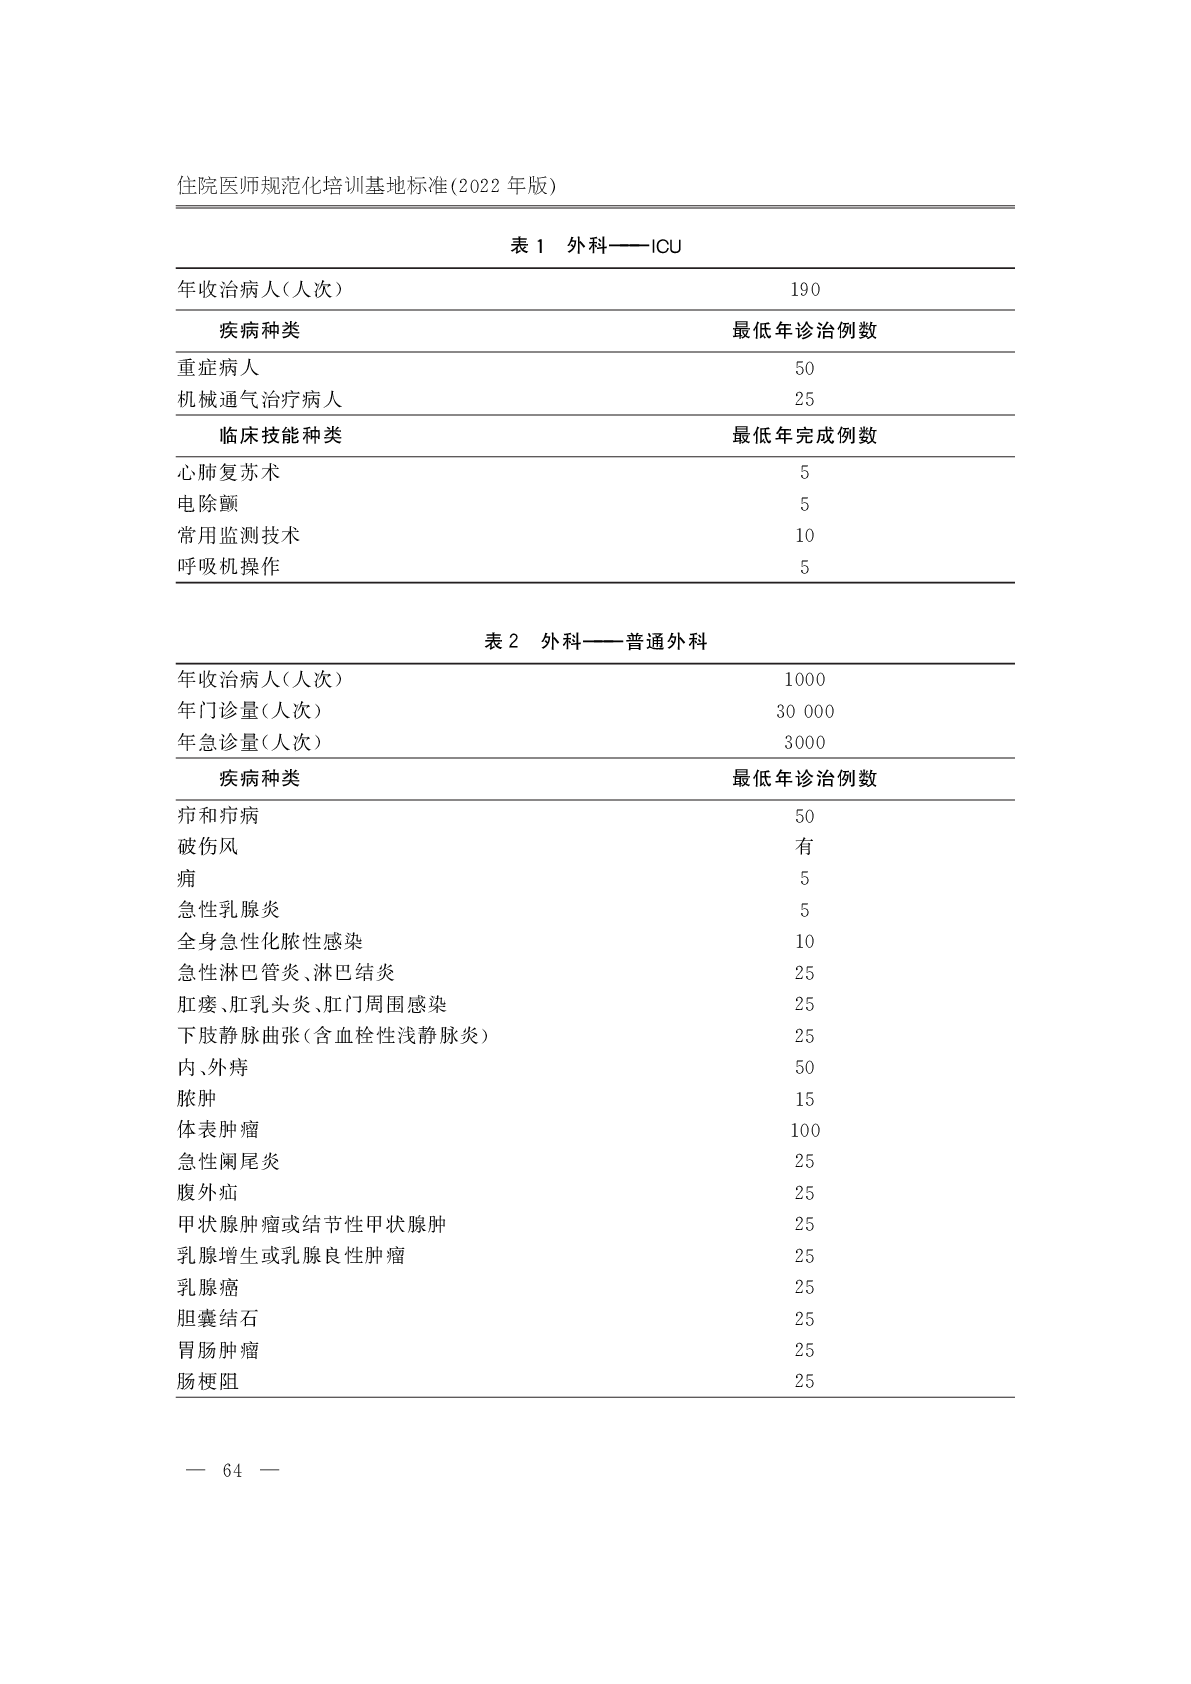 住院医师规范化培训基地标准(2022 年版)
表 1 外科——ICU
年收治病人(人次) 190
疾病种类 最低年诊治例数
重症病人 50
机械通气治疗病人 25
临床技能种类 最低年完成例数
心肺复苏术 5
电除颤 5
常用监测技术 10
呼吸机操作 5
表 2 外科——普通外科
年收治病人(人次) 1000
年门诊量(人次) 30 000
年急诊量(人次) 3000
疾病种类 最低年诊治例数
疖和疖病 50
破伤风 有
痈 5
急性乳腺炎 5
全身急性化脓性感染 10
急性淋巴管炎、淋巴结炎 25
肛瘘、肛乳头炎、肛门周围感染 25
下肢静脉曲张(含血栓性浅静脉炎) 25
内、外痔 50
脓肿 15
体表肿瘤 100
急性阑尾炎 25
腹外疝 25
甲状腺肿瘤或结节性甲状腺肿 25
乳腺增生或乳腺良性肿瘤 25
乳腺癌 25
胆囊结石 25
胃肠肿瘤 25
肠梗阻 25
— 64 —